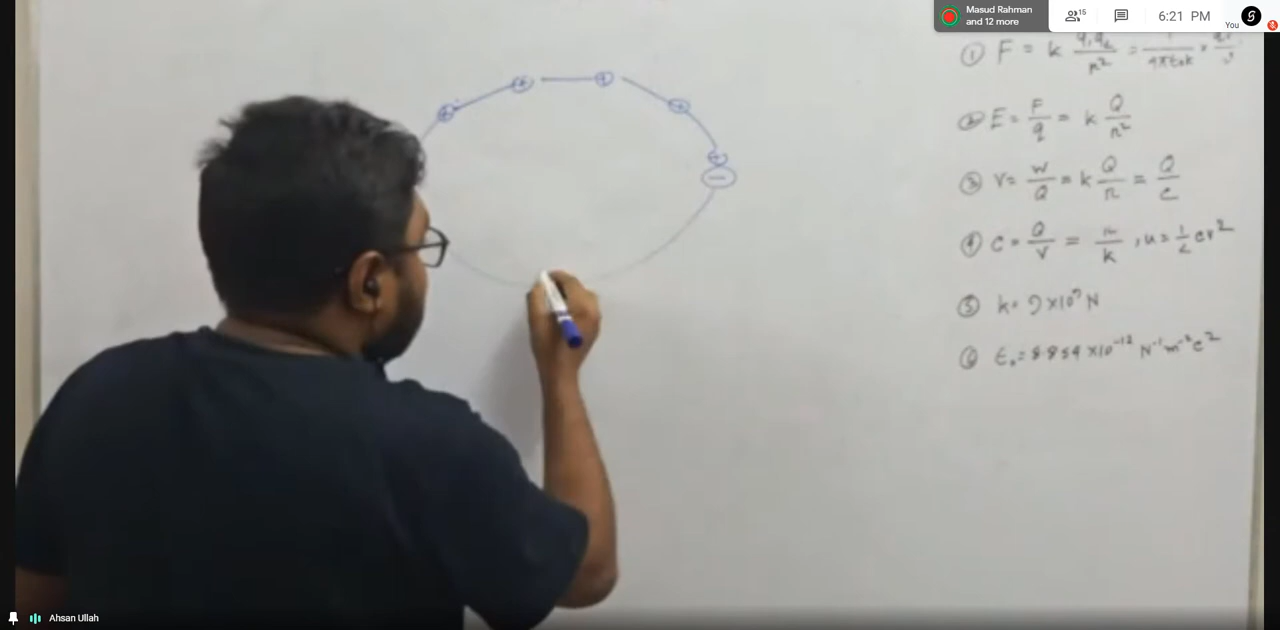 Masud Rahman
and 12 more
15
6:21 PM
You
① F = k q₁q₂/r² = 1/4πε₀k ×
② E = F/q = k Q/r²
③ V = W/Q = k Q/r = Q/C
④ C = Q/V = r/k , u = 1/2 cv²
⑤ k = 9×10⁹ N
⑥ ε₀ = 8.854 ×10⁻¹² N⁻¹m⁻²c²
Ahsan Ullah